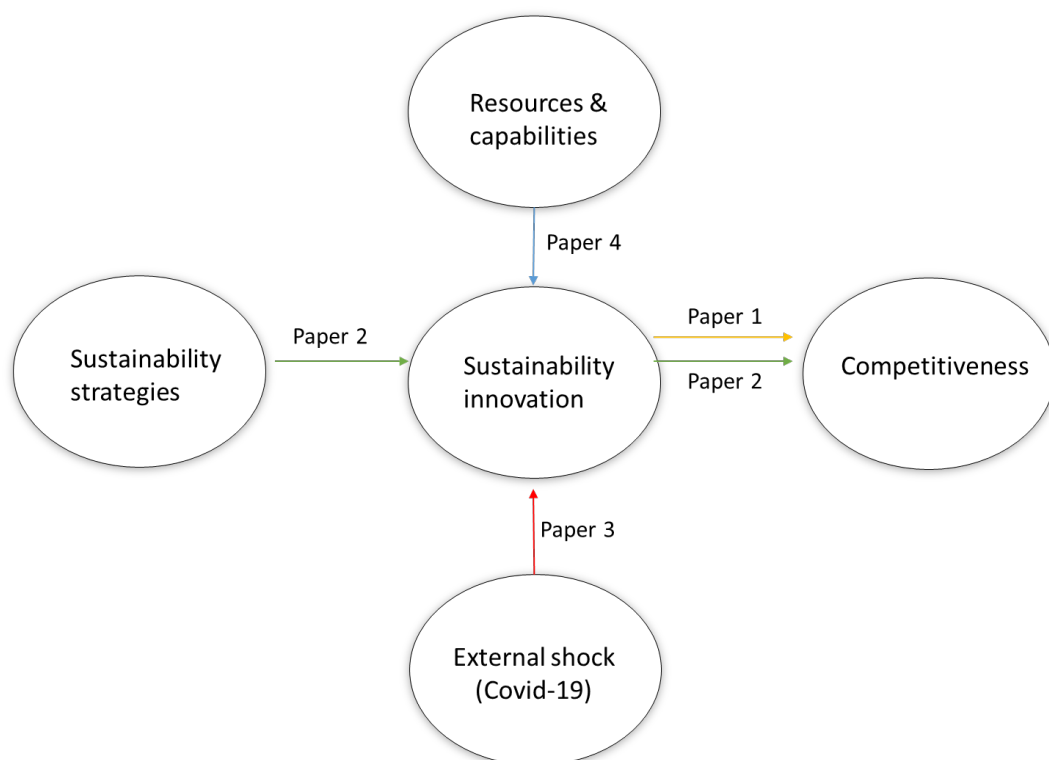 Resources &
capabilities
Paper 4
Sustainability
strategies
Paper 2
Sustainability
innovation
Paper 1
Paper 2
Competitiveness
Paper 3
External shock
(Covid-19)